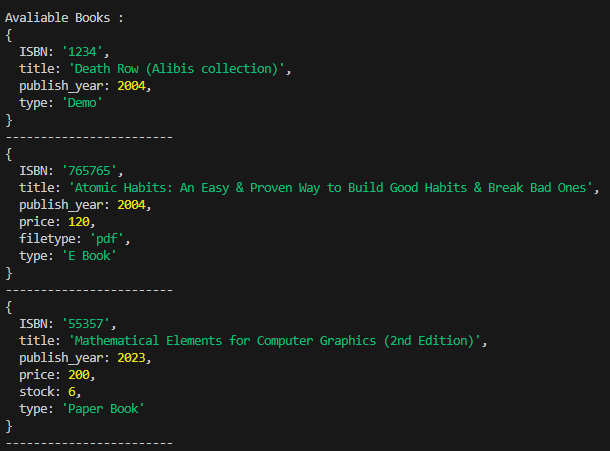 Avaliable Books :
{
  ISBN: '1234',
  title: 'Death Row (Alibis collection)',
  publish_year: 2004,
  type: 'Demo'
}
------------------------
{
  ISBN: '765765',
  title: 'Atomic Habits: An Easy & Proven Way to Build Good Habits & Break Bad Ones',
  publish_year: 2004,
  price: 120,
  filetype: 'pdf',
  type: 'E Book'
}
------------------------
{
  ISBN: '55357',
  title: 'Mathematical Elements for Computer Graphics (2nd Edition)',
  publish_year: 2023,
  price: 200,
  stock: 6,
  type: 'Paper Book'
}
------------------------